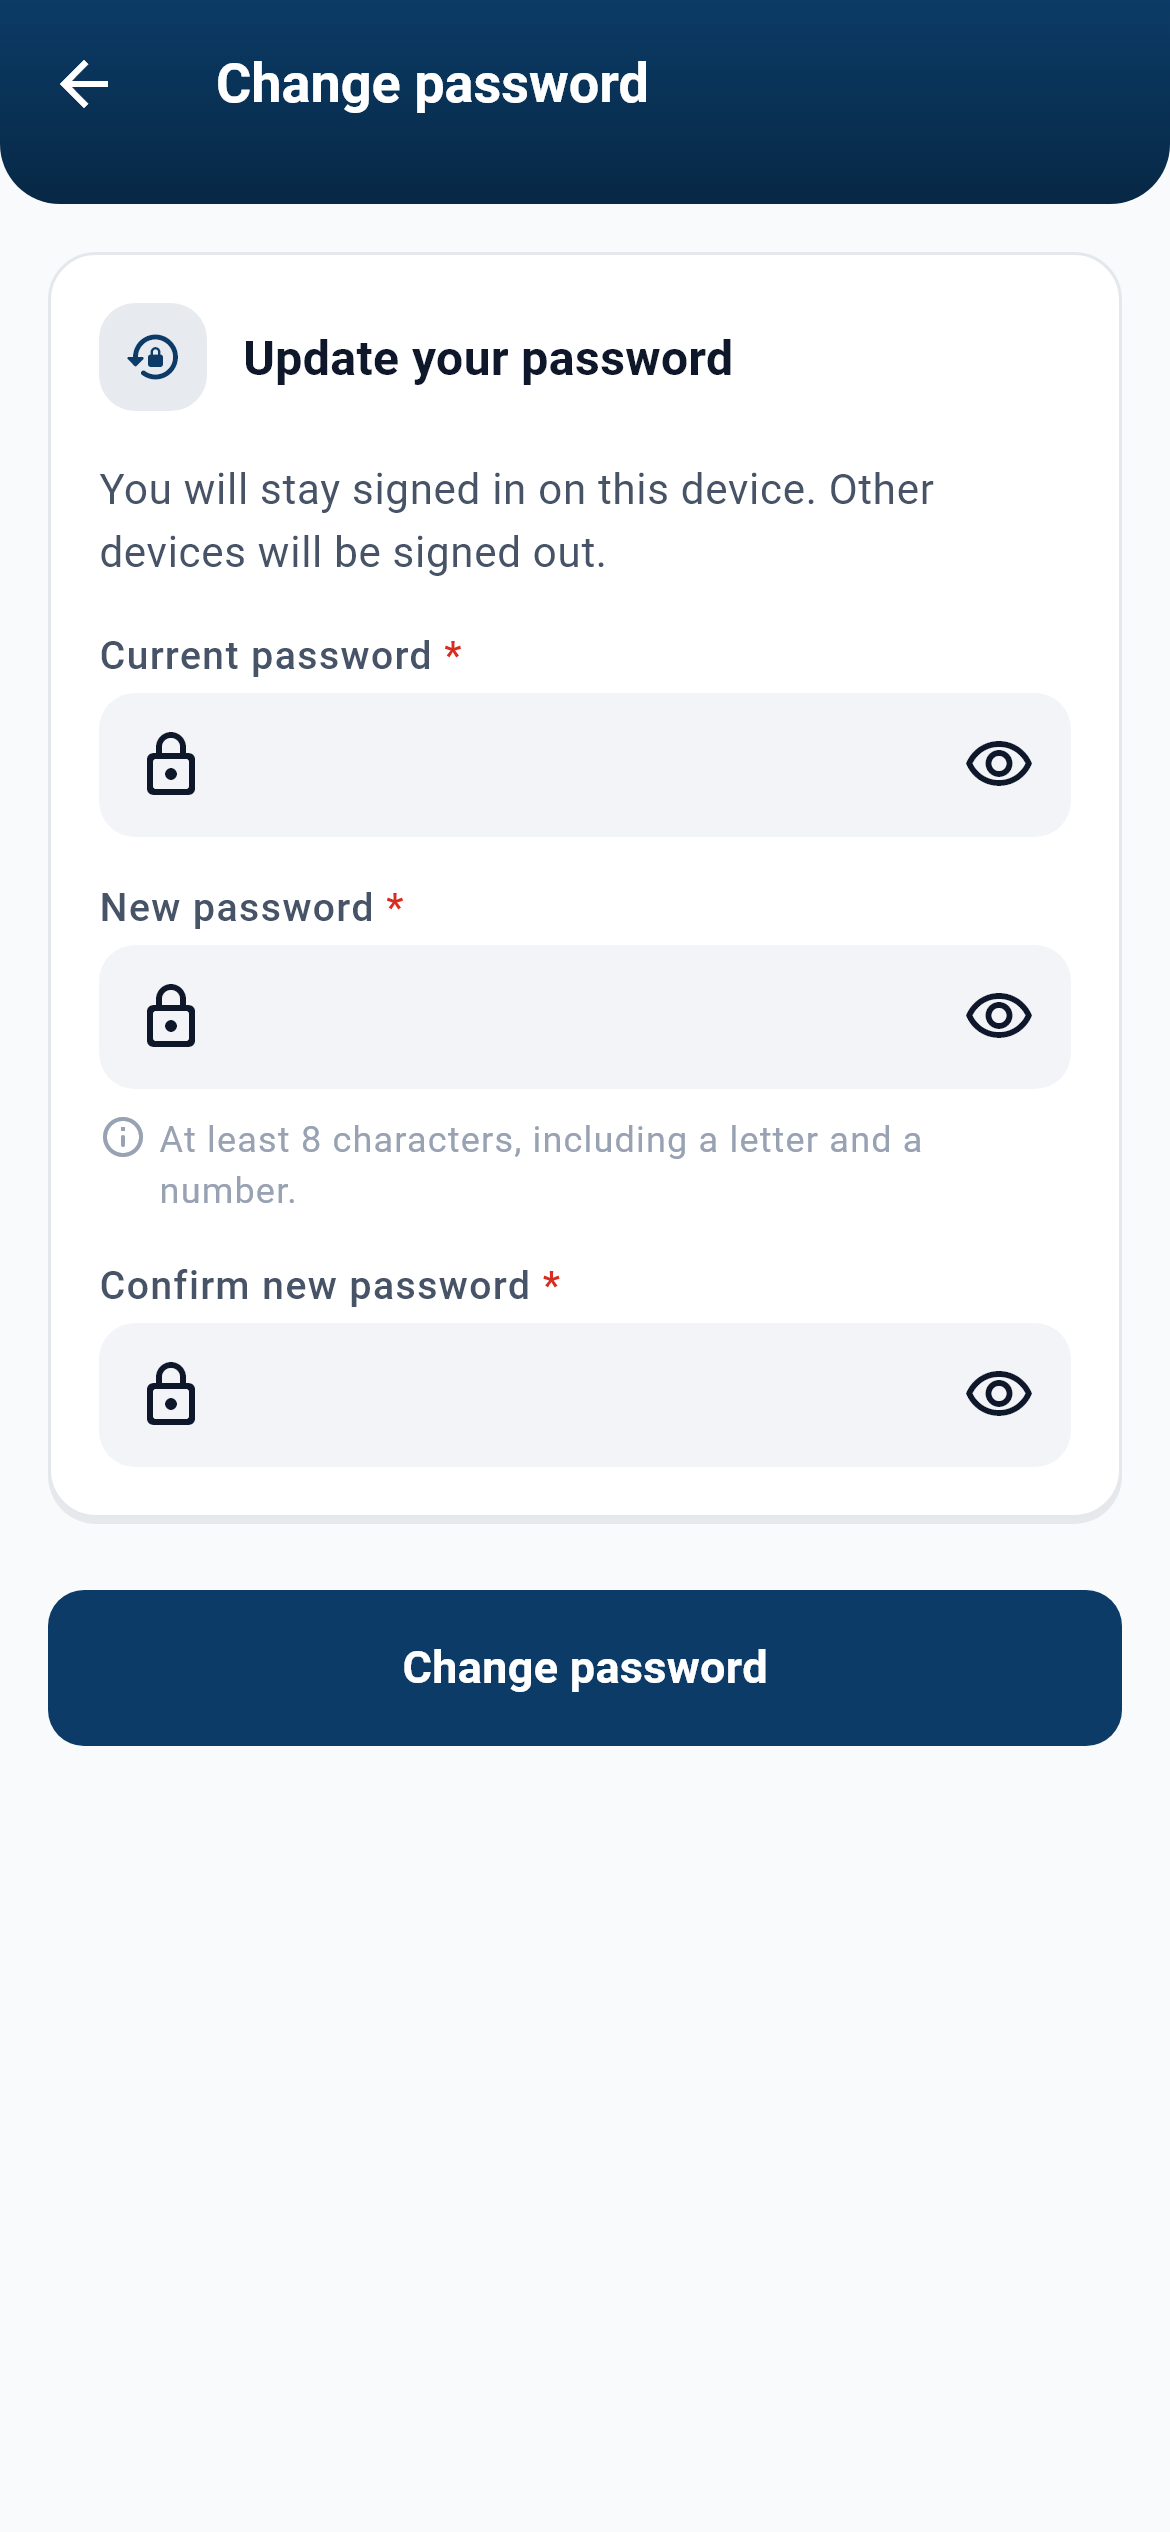 Change password
Update your password
You will stay signed in on this device. Other
devices will be signed out.
Current password *
New password *
At least 8 characters, including a letter and a
number.
Confirm new password *
Change password